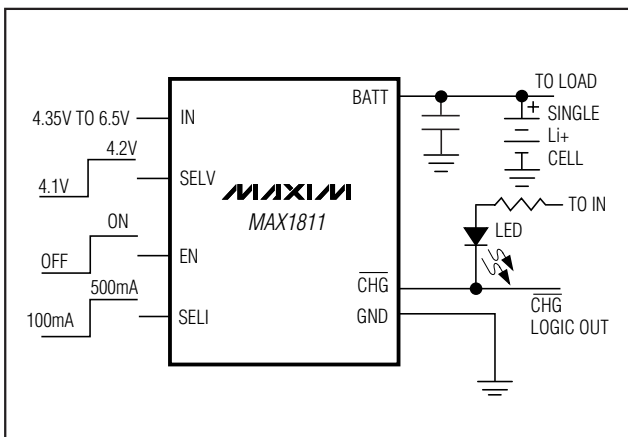 BATT
TO LOAD
4.35V TO 6.5V
IN
+
SINGLE
Li+
CELL
4.2V
4.1V
SELV
MAXIM
MAX1811
TO IN
LED
ON
OFF
EN
CHG
CHG
LOGIC OUT
500mA
100mA
SELI
GND